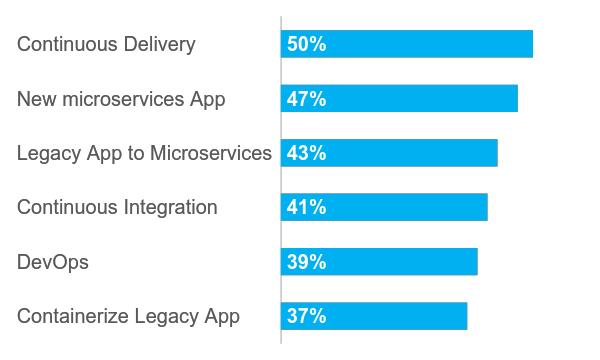 Continuous Delivery 50%
New microservices App 47%
Legacy App to Microservices 43%
Continuous Integration 41%
DevOps 39%
Containerize Legacy App 37%